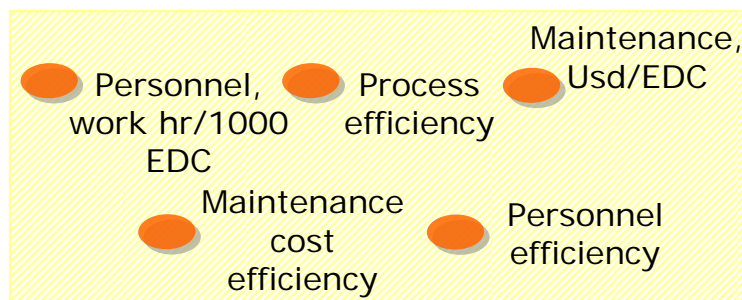 Personnel,
work hr/1000
EDC
Process
efficiency
Maintenance,
Usd/EDC
Maintenance
cost
efficiency
Personnel
efficiency